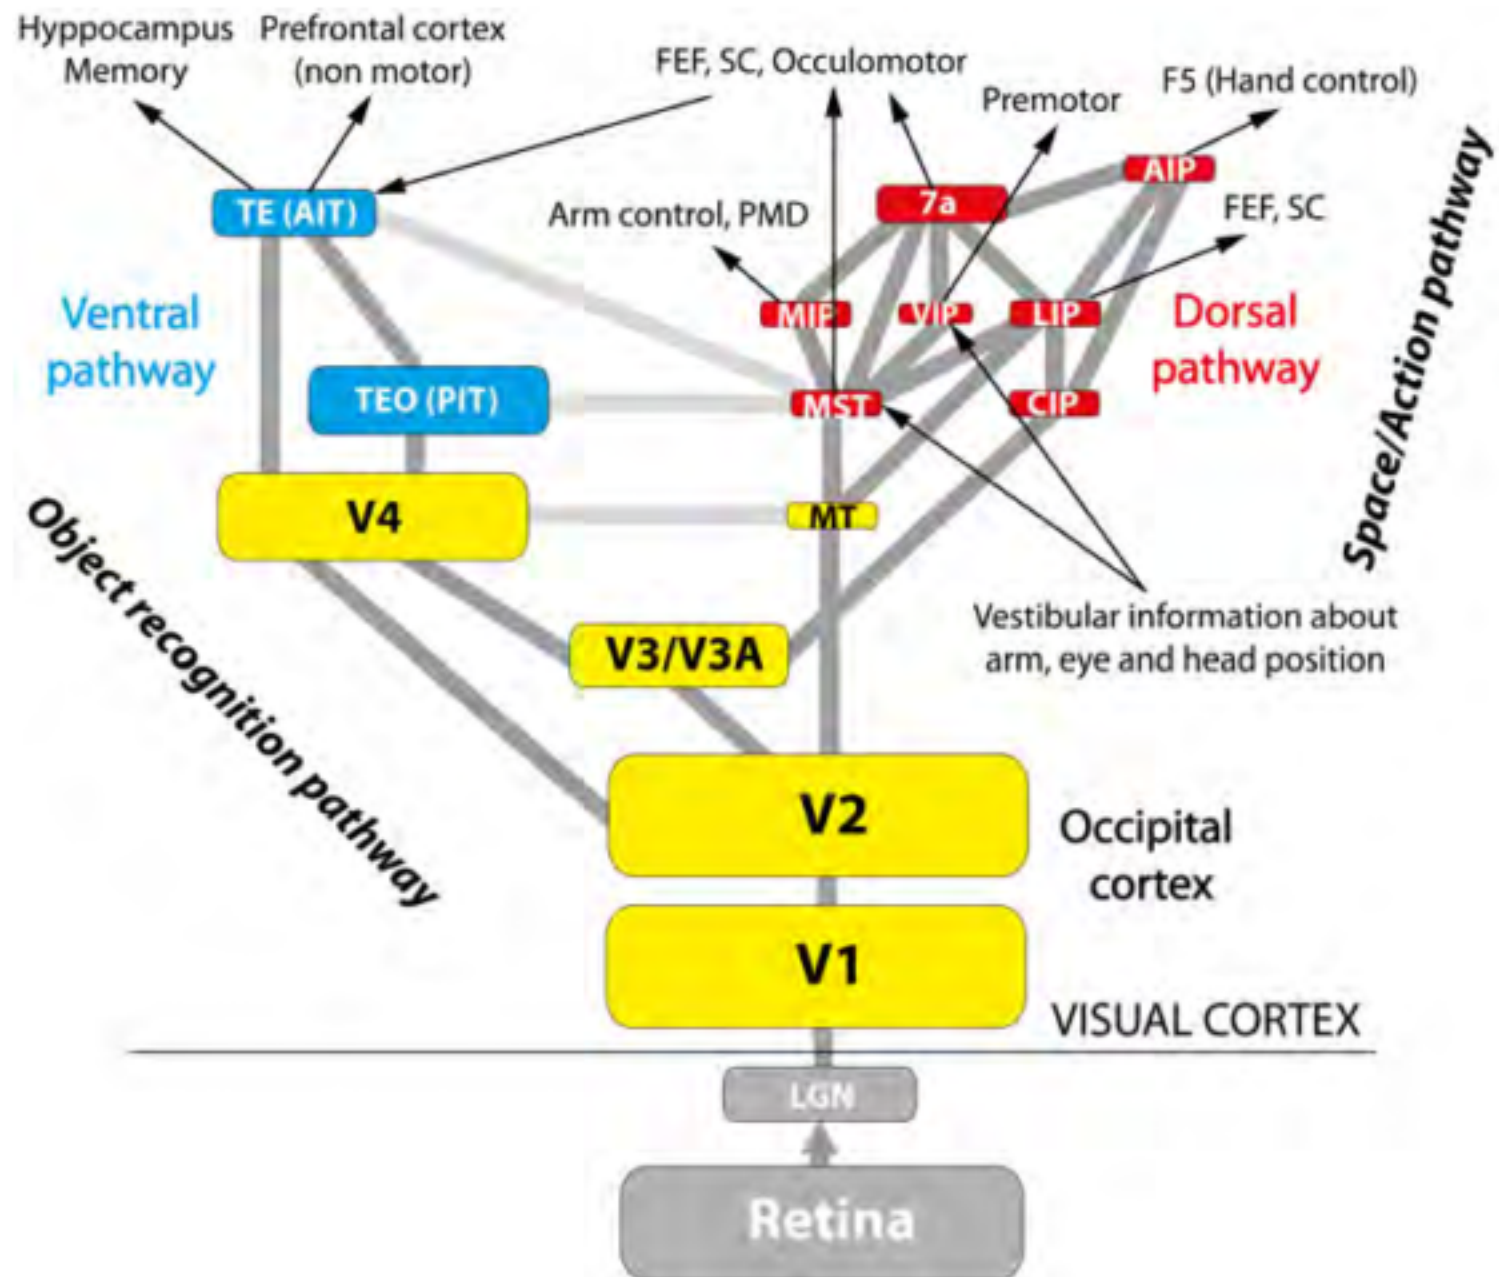 Hyppocampus
Memory
Prefrontal cortex
(non motor)
FEF, SC, Occulomotor
Premotor
F5 (Hand control)
AIP
TE (AIT)
7a
Arm control, PMD
FEF, SC
Ventral
pathway
MIP
VIP
LIP
Dorsal
pathway
Space/Action pathway
TEO (PIT)
MST
CIP
V4
MT
Object recognition pathway
Vestibular information about
arm, eye and head position
V3/V3A
V2
Occipital
cortex
V1
VISUAL CORTEX
LGN
Retina